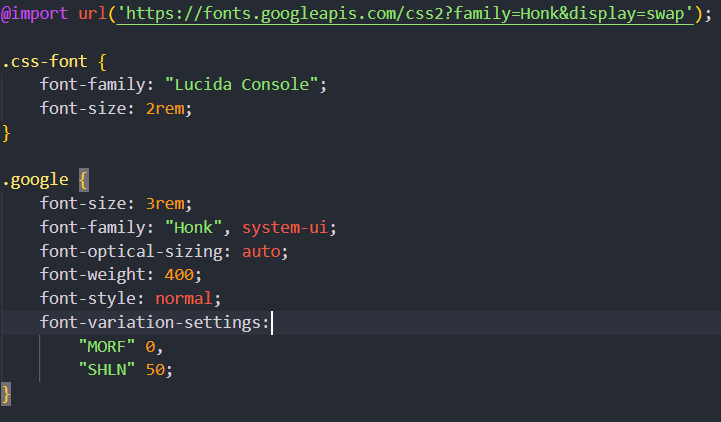 @import url('https://fonts.googleapis.com/css2?family=Honk&display=swap');

.css-font {
    font-family: "Lucida Console";
    font-size: 2rem;
}

.google {
    font-size: 3rem;
    font-family: "Honk", system-ui;
    font-optical-sizing: auto;
    font-weight: 400;
    font-style: normal;
    font-variation-settings:
        "MORF" 0,
        "SHLN" 50;
}